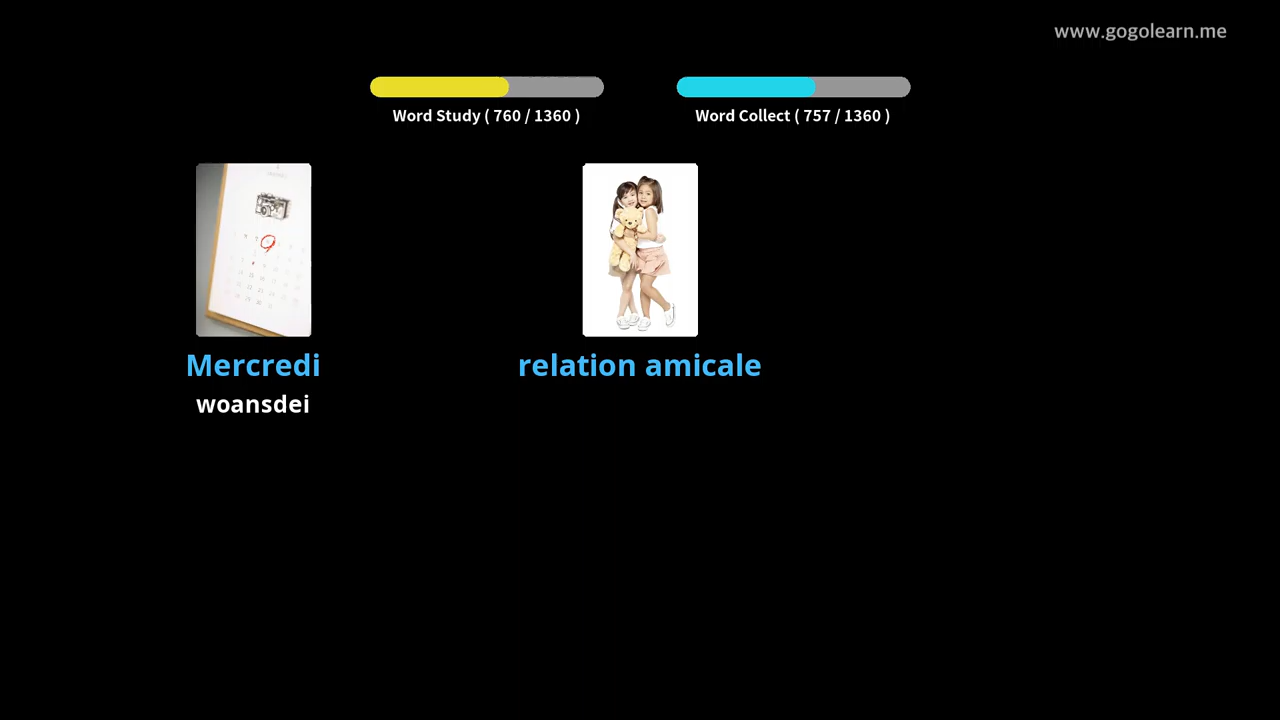 www.gogolearn.me
Word Study ( 760 / 1360 )
Word Collect ( 757 / 1360 )
Mercredi
woansdei
relation amicale